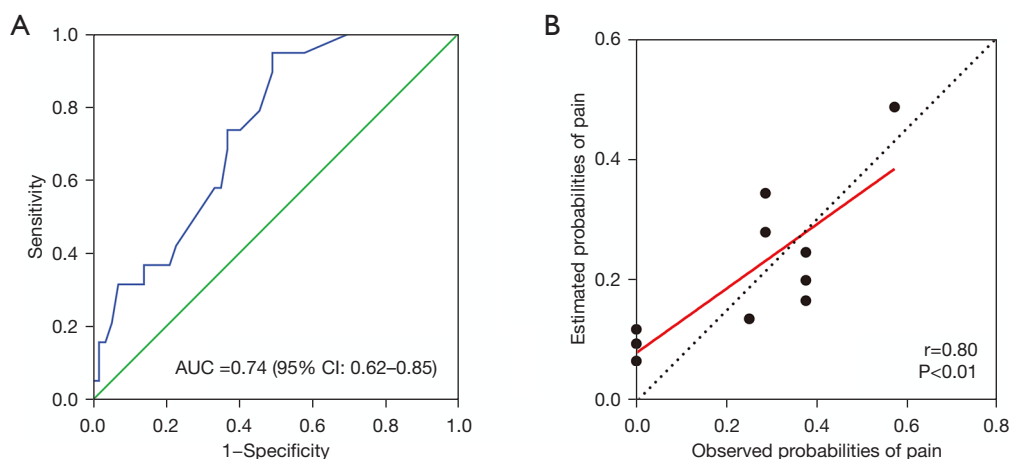 A
1.0
0.8
0.6
0.4
0.2
0.0
Sensitivity
AUC =0.74 (95% CI: 0.62–0.85)
0.0 0.2 0.4 0.6 0.8 1.0
1–Specificity
B
0.6
0.4
0.2
0.0
Estimated probabilities of pain
r=0.80
P<0.01
0.0 0.2 0.4 0.6 0.8
Observed probabilities of pain